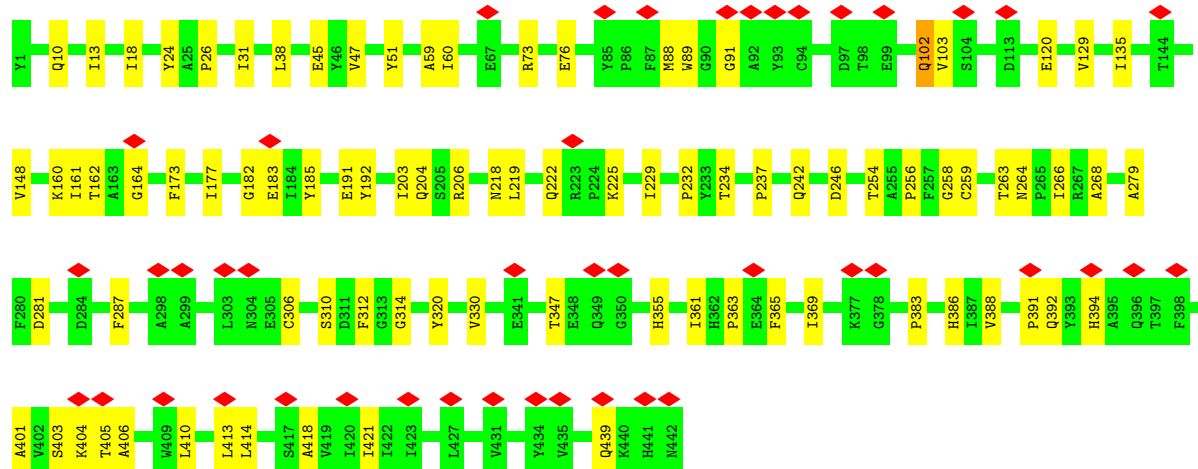 Y1 Q10 I13 I18 Y24 A25 P26 I31 L38 E45 Y46 V47 Y51 A59 I60 E67 R73 E76 Y85 P86 F87 M88 W89 G90 G91 A92 Y93 C94 D97 T98 E99 Q102 V103 S104 D113 E120 V129 I135 T144
V148 K160 I161 T162 A163 G164 F173 I177 G182 E183 I184 Y185 E191 Y192 I203 Q204 S205 R206 N218 L219 Q222 R223 P224 K225 I229 P232 Y233 T234 P237 Q242 D246 T254 A255 P256 F257 G258 C259 T263 N264 P265 I266 R267 A268 A279
F280 D281 D284 F287 A298 A299 L303 N304 E305 C306 S310 D311 F312 G313 G314 Y320 V330 E341 T347 E348 Q349 G350 H355 I361 H362 P363 E364 F365 I369 K377 G378 P383 H386 I387 V388 P391 Q392 Y393 H394 A395 Q396 T397 F398
A401 V402 S403 K404 T405 A406 W409 L410 L413 L414 S417 A418 V419 I420 I421 I422 I423 L427 V431 Y434 V435 Q439 K440 H441 N442